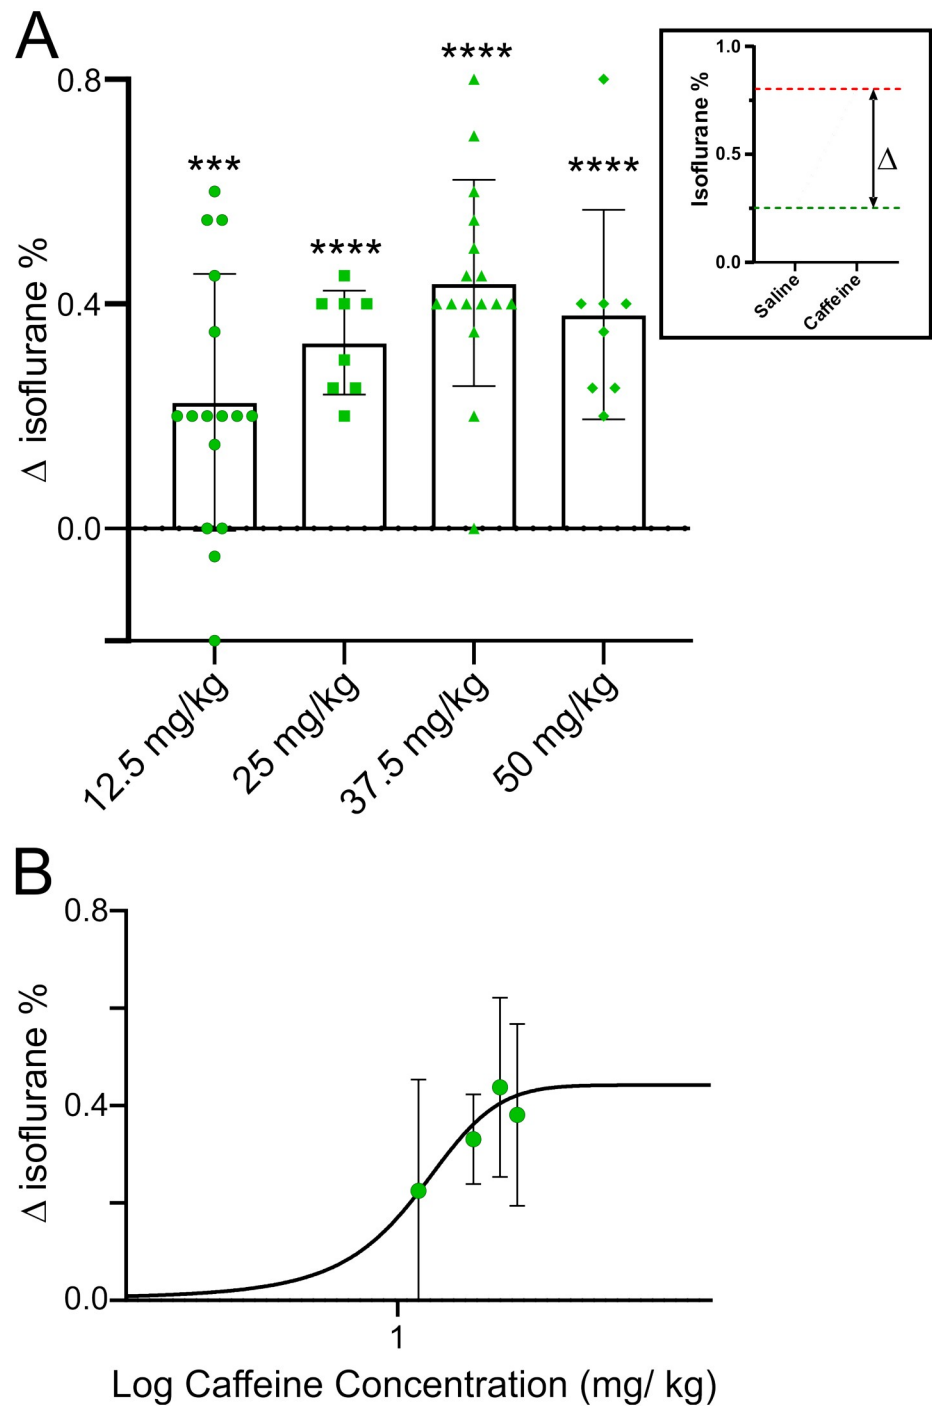 A
****
0.8
***
****
****
0.4
0.0
Δ isoflurane %
12.5 mg/kg
25 mg/kg
37.5 mg/kg
50 mg/kg
1.0
0.5
0.0
Isoflurane %
Δ
Saline
Caffeine
B
0.8
0.4
0.0
Δ isoflurane %
1
Log Caffeine Concentration (mg/ kg)